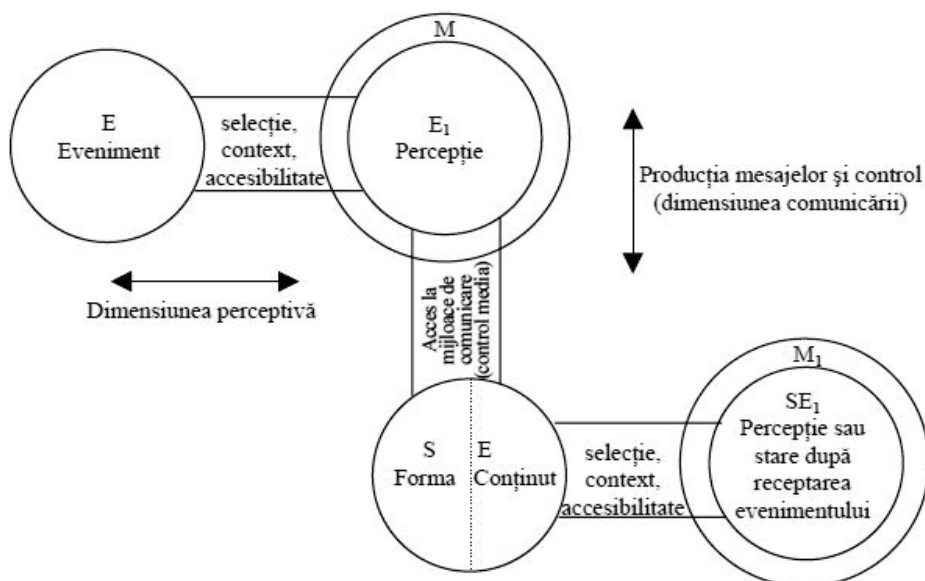 E
Eveniment
selecție,
context,
accesibilitate
M
E₁
Percepție
Producția mesajelor şi control
(dimensiunea comunicării)
Dimensiunea perceptivă
Acces la
mijloace de
comunicare
(control media)
S
Forma
E
Conținut
selecție,
context,
accesibilitate
M₁
SE₁
Percepție sau
stare după
receptarea
evenimentului